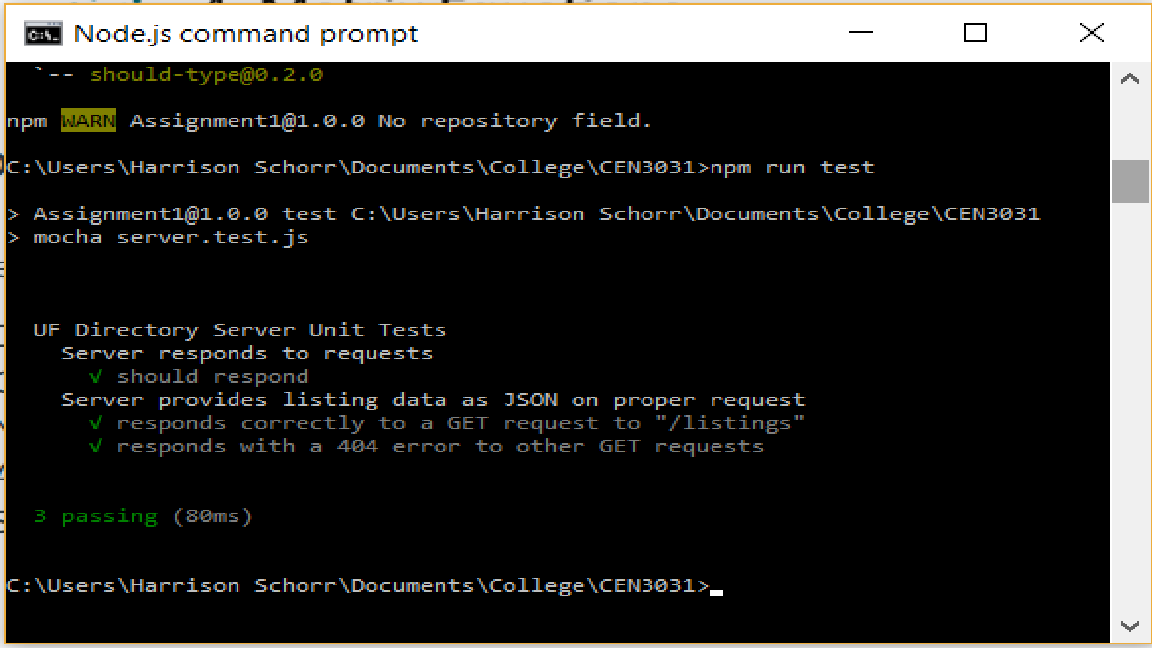 Node.js command prompt
`-- should-type@0.2.0
npm WARN Assignment1@1.0.0 No repository field.
C:\Users\Harrison Schorr\Documents\College\CEN3031>npm run test
> Assignment1@1.0.0 test C:\Users\Harrison Schorr\Documents\College\CEN3031
> mocha server.test.js
UF Directory Server Unit Tests
Server responds to requests
√ should respond
Server provides listing data as JSON on proper request
√ responds correctly to a GET request to "/listings"
√ responds with a 404 error to other GET requests
3 passing (80ms)
C:\Users\Harrison Schorr\Documents\College\CEN3031>